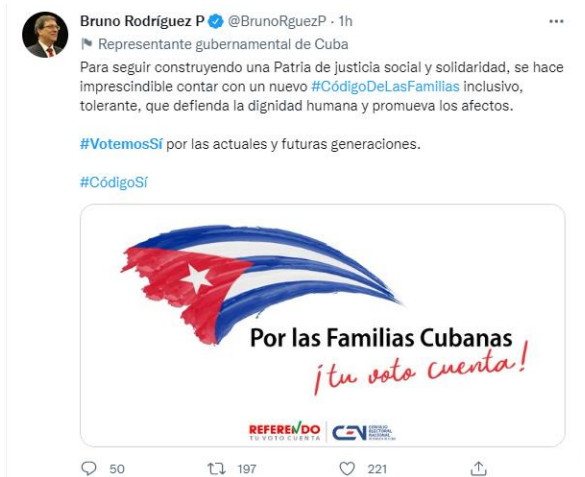 Bruno Rodríguez P @BrunoRguezP · 1h
Representante gubernamental de Cuba
Para seguir construyendo una Patria de justicia social y solidaridad, se hace
imprescindible contar con un nuevo #CódigoDeLasFamilias inclusivo,
tolerante, que defienda la dignidad humana y promueva los afectos.
#VotemosSí por las actuales y futuras generaciones.
#CódigoSí
Por las Familias Cubanas
¡tu voto cuenta!
REFERENDO
TU VOTO CUENTA
CEN
CONSEJO
ELECTORAL
NACIONAL
50 197 221